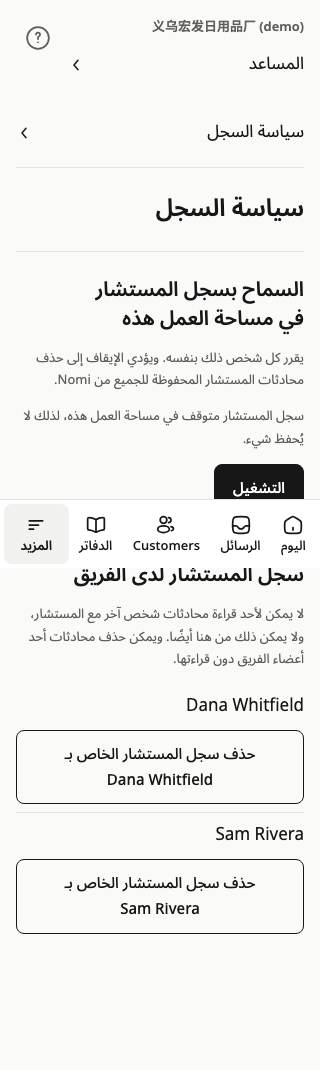 义乌宏发日用品厂 (demo)
المساعد
سياسة السجل
سياسة السجل
السماح بسجل المستشار
في مساحة العمل هذه
يقرر كل شخص ذلك بنفسه. ويؤدي الإيقاف إلى حذف
محادثات المستشار المحفوظة للجميع من Nomi.
سجل المستشار متوقف في مساحة العمل هذه، لذلك لا
يُحفظ شيء.
التشغيل
اليوم
الرسائل
Customers
الدفاتر
المزيد
سجل المستشار لدى الفريق
لا يمكن لأحد قراءة محادثات شخص آخر مع المستشار،
ولا يمكن ذلك من هنا أيضًا. ويمكن حذف محادثات أحد
أعضاء الفريق دون قراءتها.
Dana Whitfield
حذف سجل المستشار الخاص بـ
Dana Whitfield
Sam Rivera
حذف سجل المستشار الخاص بـ
Sam Rivera